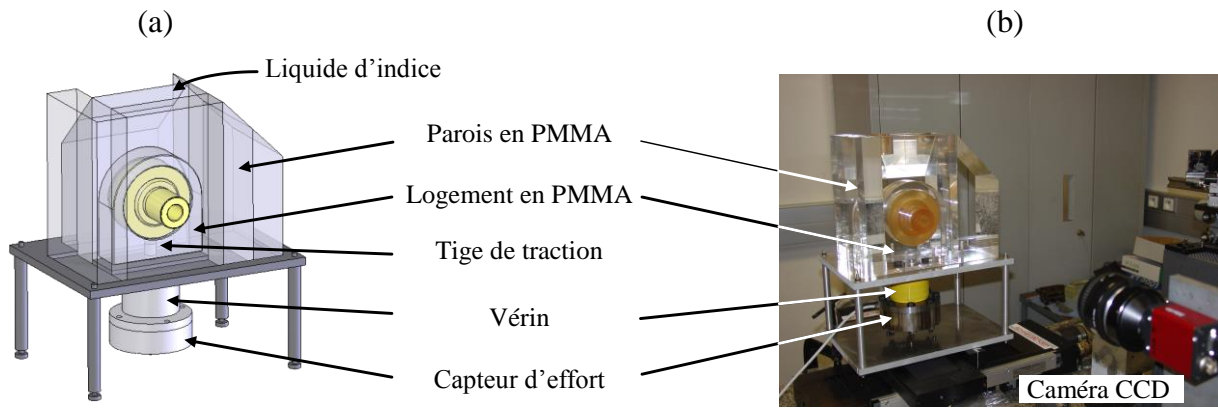 (a)
(b)
Liquide d’indice
Parois en PMMA
Logement en PMMA
Tige de traction
Vérin
Capteur d’effort
Caméra CCD